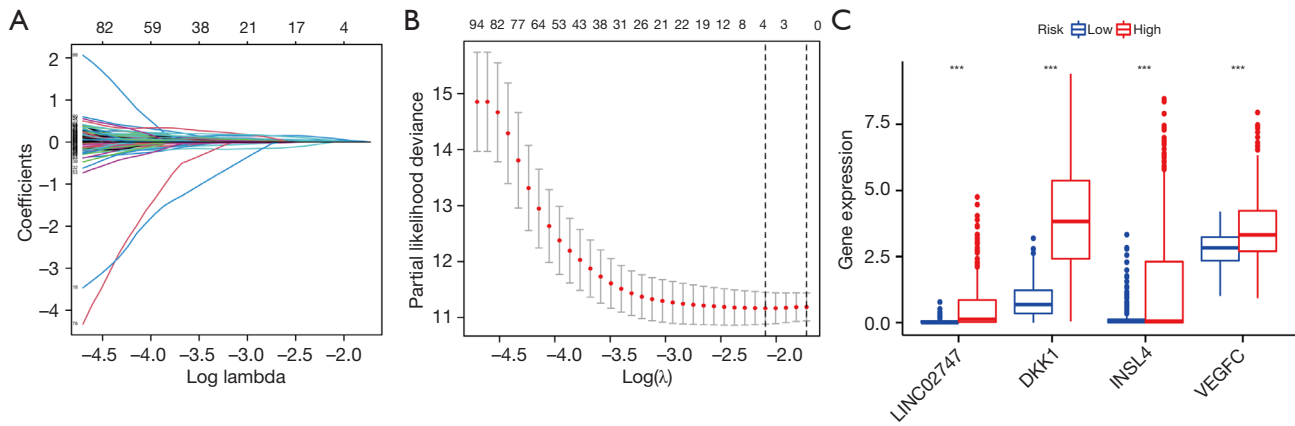 A
82 59 38 21 17 4
2
1
0
−1
−2
−3
−4
Coefficients
−4.5 −4.0 −3.5 −3.0 −2.5 −2.0
Log lambda
B
94 82 77 64 53 43 38 31 26 22 19 12 8 4 3 0
15
14
13
12
11
Partial likelihood deviance
−4.5 −4.0 −3.5 −3.0 −2.5 −2.0
Log(λ)
C
Risk Low High
*** *** *** ***
7.5
5.0
2.5
0.0
Gene expression
LINC02747 DKK1 INSL4 VEGFC